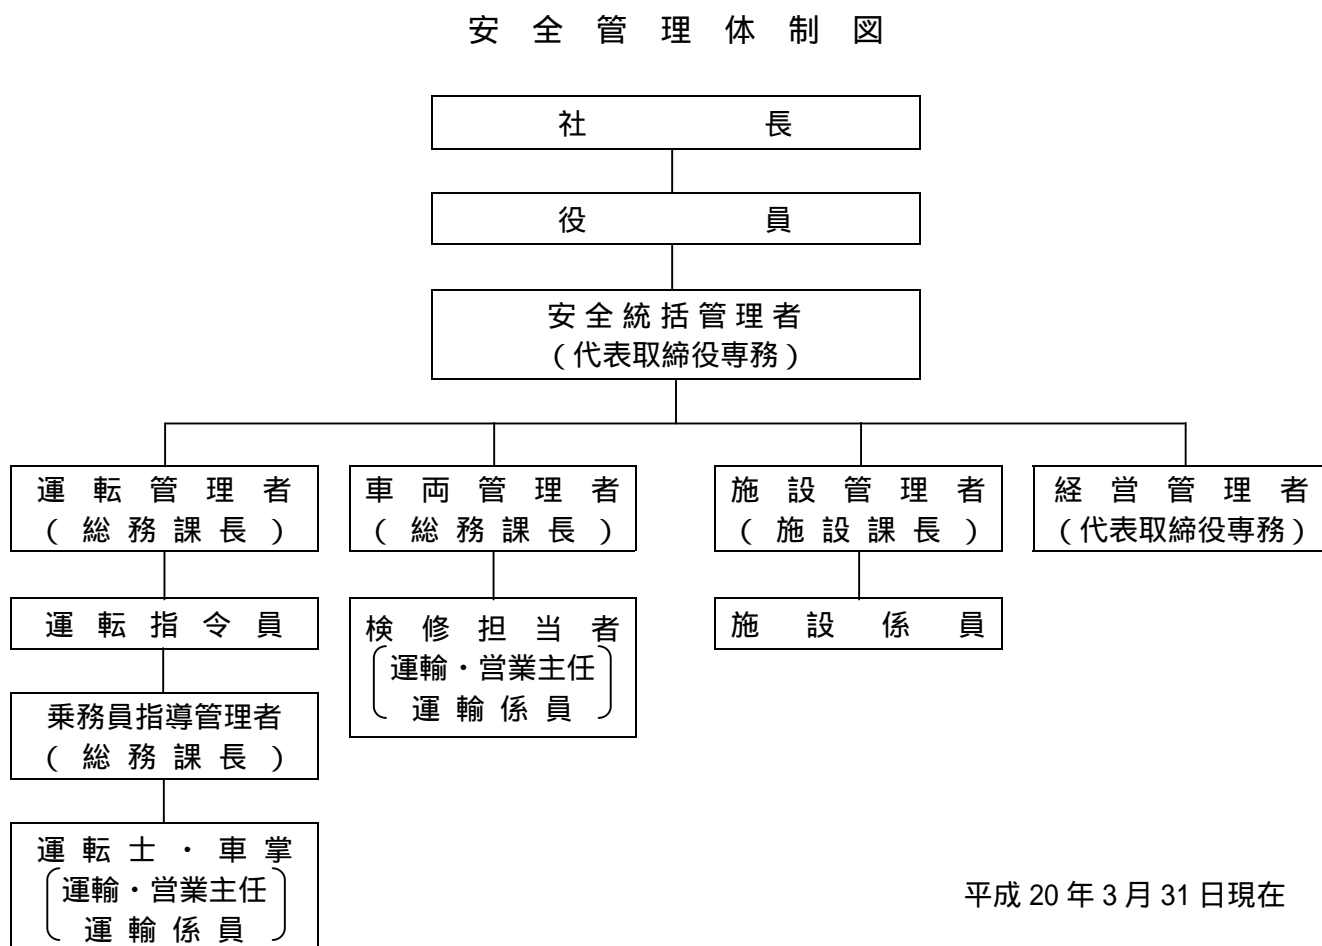 安全管理体制図
社長
役員
安全統括管理者
(代表取締役専務)
運転管理者
(総務課長)
車両管理者
(総務課長)
施設管理者
(施設課長)
経営管理者
(代表取締役専務)
運転指令員
検修担当者
運輸・営業主任
運輸係員
施設係員
乗務員指導管理者
(総務課長)
運転士・車掌
運輸・営業主任
運輸係員
平成20年3月31日現在